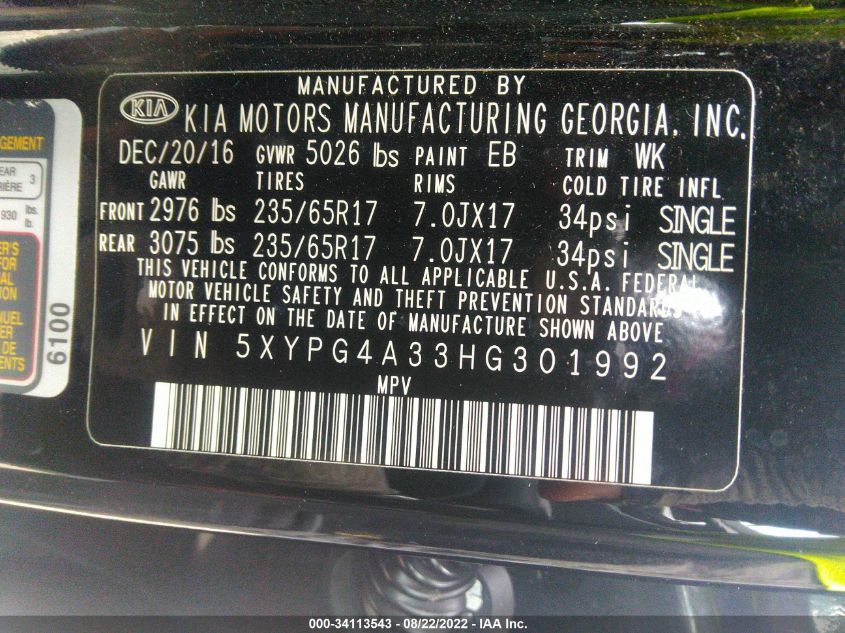 MANUFACTURED BY
KIA KIA MOTORS MANUFACTURING GEORGIA, INC.
DEC/20/16 GVWR 5026 lbs PAINT EB TRIM WK
GAWR TIRES RIMS COLD TIRE INFL
FRONT 2976 lbs 235/65R17 7.0JX17 34psi SINGLE
REAR 3075 lbs 235/65R17 7.0JX17 34psi SINGLE
THIS VEHICLE CONFORMS TO ALL APPLICABLE U.S.A. FEDERAL
MOTOR VEHICLE SAFETY AND THEFT PREVENTION STANDARDS
IN EFFECT ON THE DATE OF MANUFACTURE SHOWN ABOVE
VIN 5XYPG4A33HG301992
MPV
3
930 lbs.
lb.
6100
000-34113543 - 08/22/2022 - IAA Inc.